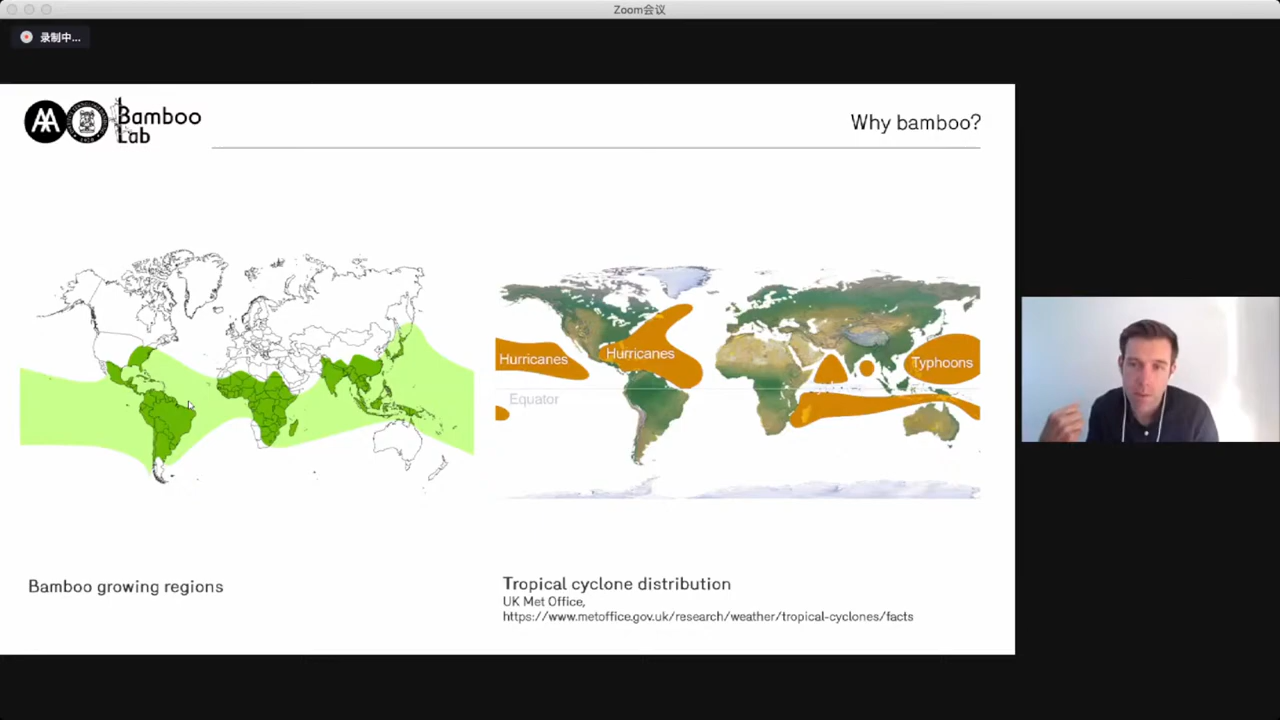 Zoom会议
录制中...
Bamboo
Lab
Why bamboo?
Hurricanes
Hurricanes
Typhoons
Equator
Bamboo growing regions
Tropical cyclone distribution
UK Met Office,
https://www.metoffice.gov.uk/research/weather/tropical-cyclones/facts